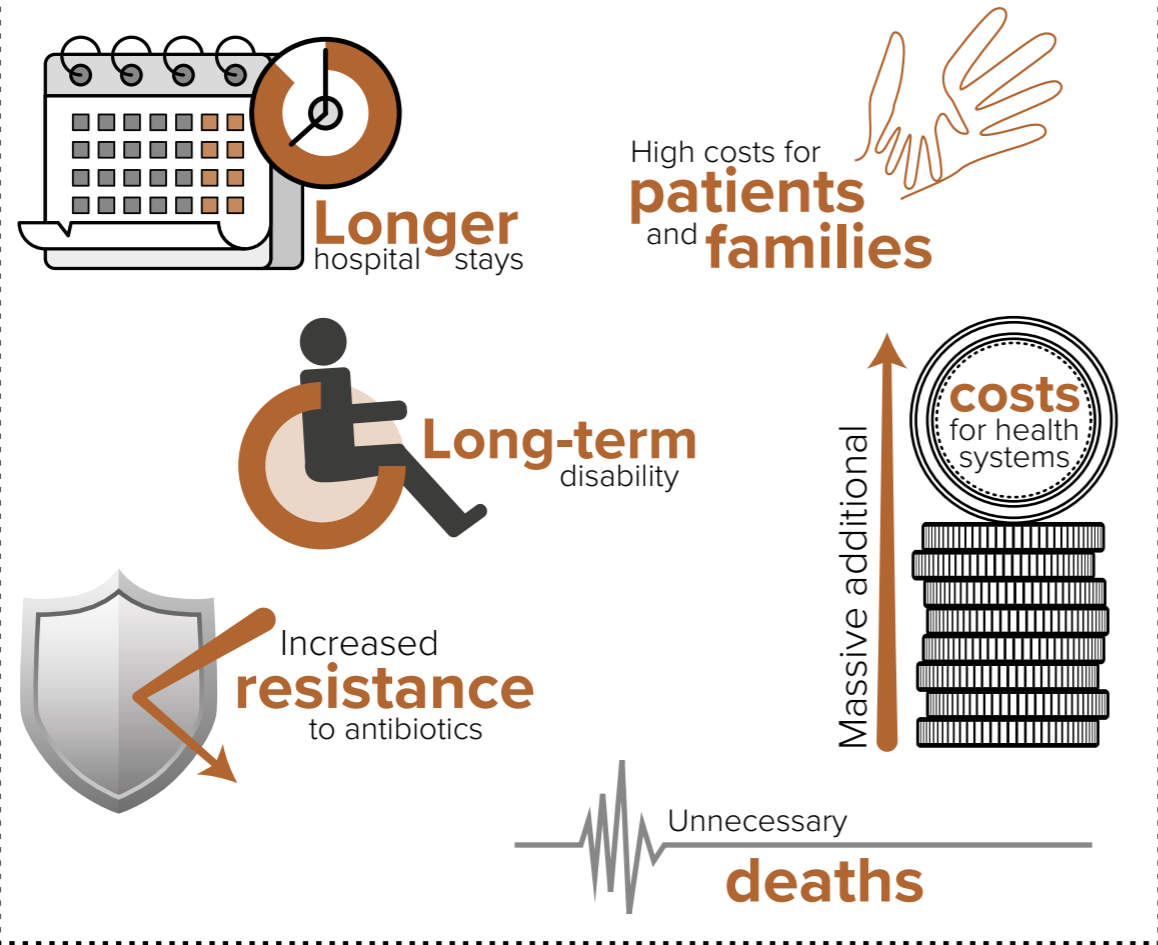 Longer
hospital stays
High costs for
patients
and families
Long-term
disability
Massive additional
costs
for health
systems
Increased
resistance
to antibiotics
Unnecessary
deaths